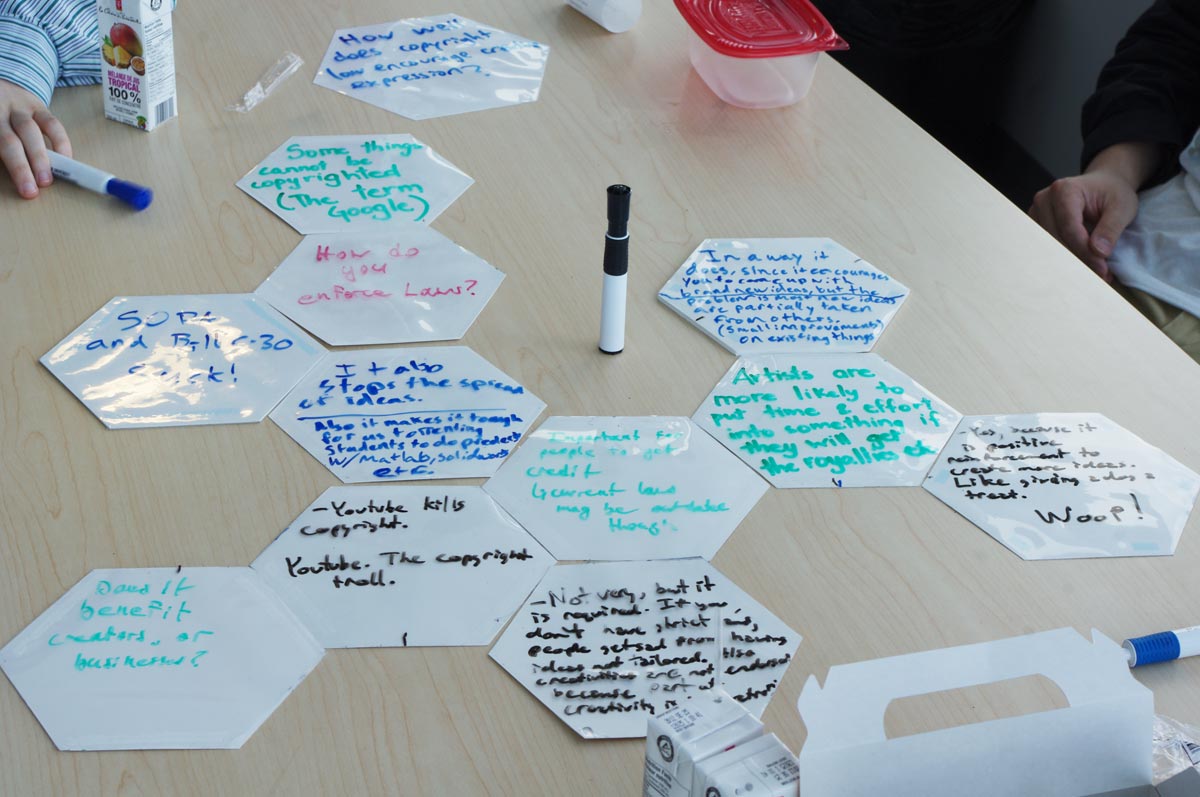 How well
does copyright
law encourage creative
expression?
MÉLANGE DE JUS
TROPICAL
100%
Some things
cannot be
copyrighted
(The term
Google)
How do
you
enforce Laws?
In a way it
does, since it encourages
you to come up with
brand new ideas, but the
problem is most new ideas
are partially taken
from others.
(Small improvements)
on existing things
SOPA
and Bill C-30
Suck!
It also
stops the spread
of ideas.
Also it makes it tough
for us + orienting
students to do projects
w/Matlab, solidworks
etc.
Artists are
more likely to
put time & effort
into something if
they will get
the royalties etc
-Yes, because it
is positive
reinforcement to
create more ideas.
Like giving a dog a
treat.
Woop!
Important for
people to get
credit
current laws
may be outdate
though
-Youtube kills
copyright.
Youtube. The copyright
troll.
Does it
benefit
creators, or
businesses?
-Not very, but it
is required. If you
don't have strict
people get sad from having
ideas not tailored. Also
creativities are not endorsed
because part of
creativity is